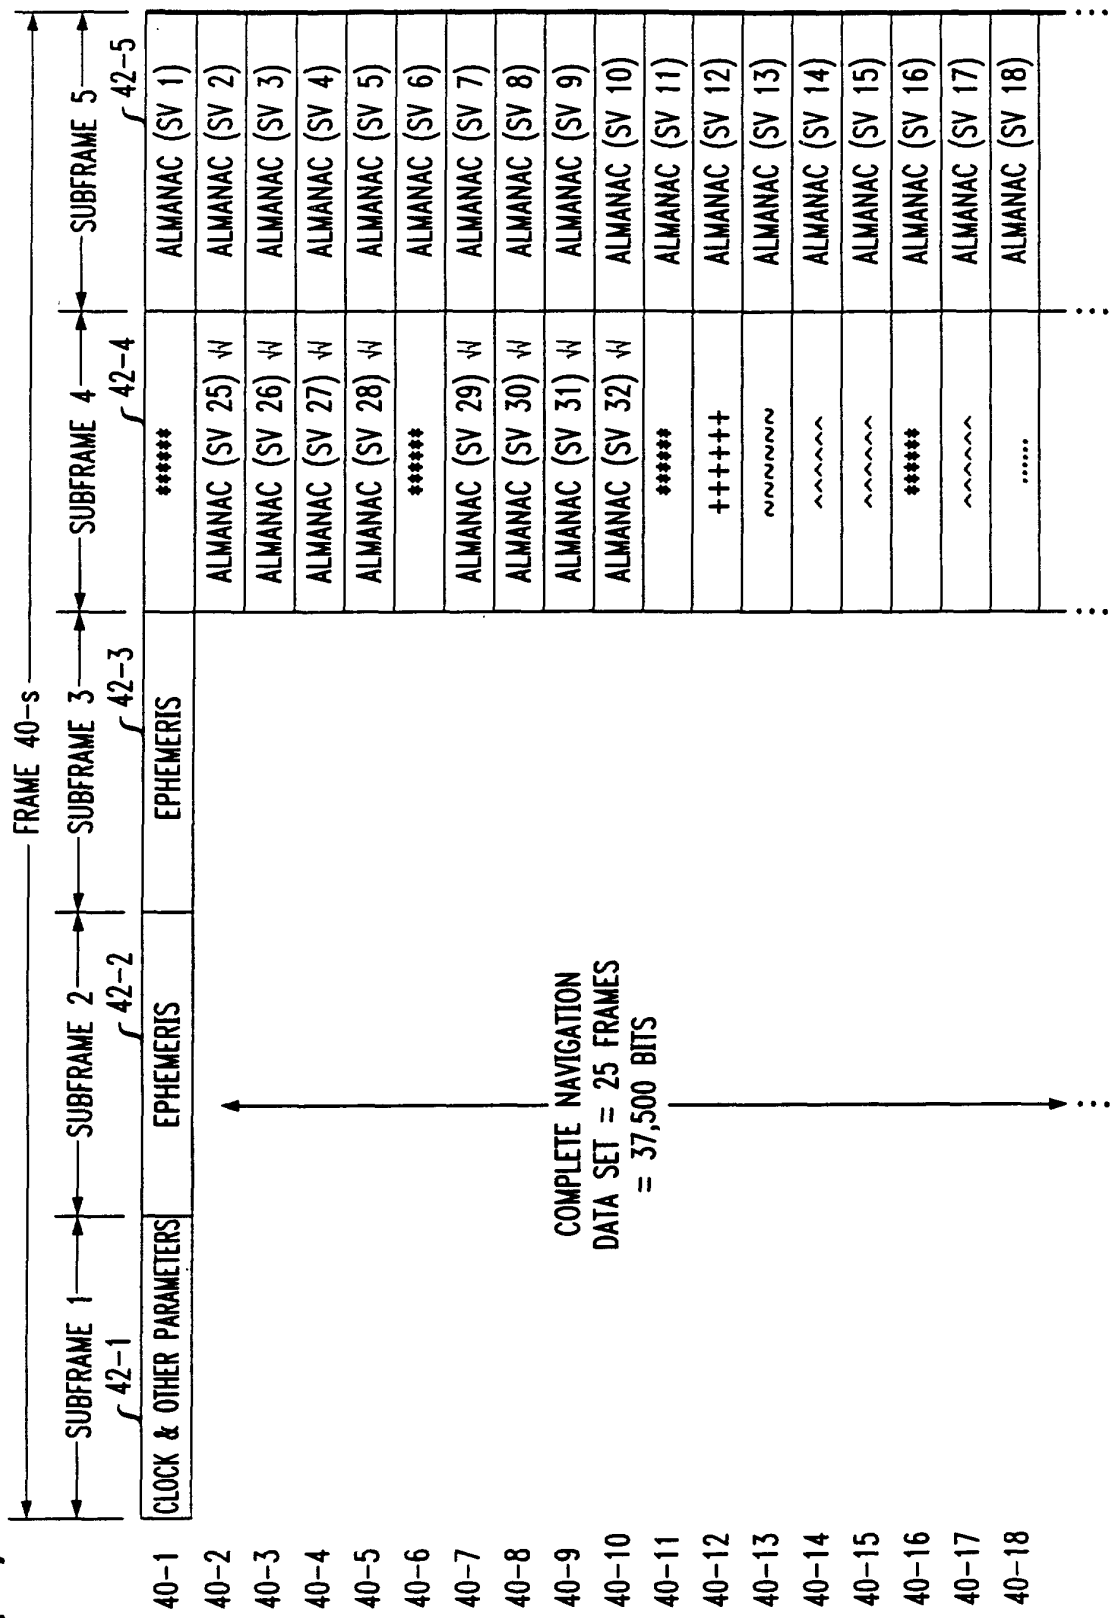 FRAME 40-s
SUBFRAME 1 SUBFRAME 2 SUBFRAME 3 SUBFRAME 4 SUBFRAME 5
42-1 42-2 42-3 42-4 42-5
40-1 CLOCK & OTHER PARAMETERS EPHEMERIS EPHEMERIS ****** ALMANAC (SV 1)
40-2 ALMANAC (SV 25) W ALMANAC (SV 2)
40-3 ALMANAC (SV 26) W ALMANAC (SV 3)
40-4 ALMANAC (SV 27) W ALMANAC (SV 4)
40-5 ALMANAC (SV 28) W ALMANAC (SV 5)
40-6 ****** ALMANAC (SV 6)
40-7 ALMANAC (SV 29) W ALMANAC (SV 7)
40-8 ALMANAC (SV 30) W ALMANAC (SV 8)
40-9 ALMANAC (SV 31) W ALMANAC (SV 9)
40-10 ALMANAC (SV 32) W ALMANAC (SV 10)
40-11 ****** ALMANAC (SV 11)
40-12 ++++++ ALMANAC (SV 12)
40-13 ~~~~~~~ ALMANAC (SV 13)
40-14 ^^^^^^ ALMANAC (SV 14)
40-15 ^^^^^^ ALMANAC (SV 15)
40-16 ****** ALMANAC (SV 16)
40-17 ^^^^^^ ALMANAC (SV 17)
40-18 ...... ALMANAC (SV 18)
COMPLETE NAVIGATION
DATA SET = 25 FRAMES
= 37,500 BITS